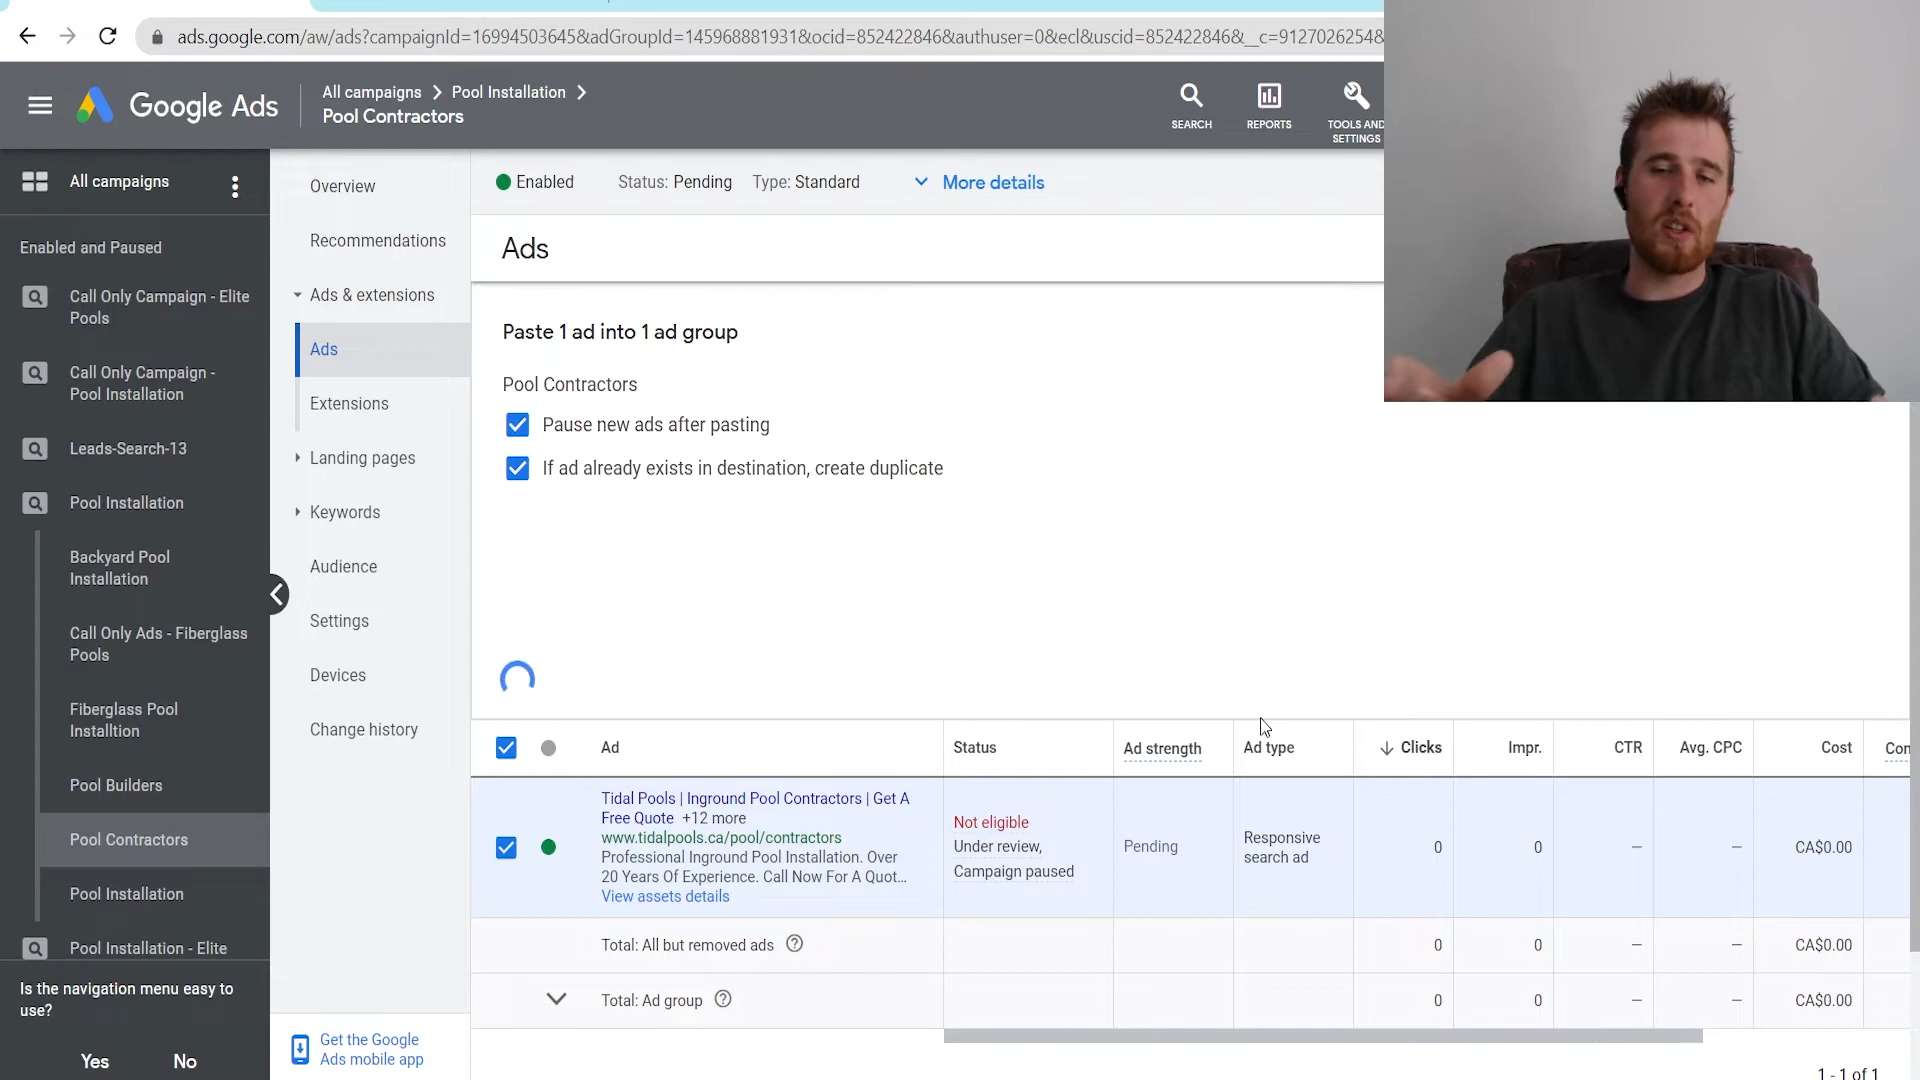 ads.google.com/aw/ads?campaignId=16994503645&adGroupId=145968881931&ocid=852422846&authuser=0&ecl&uscid=852422846&__c=9127026254&
Google Ads
All campaigns > Pool Installation >
Pool Contractors
SEARCH
REPORTS
TOOLS AND
SETTINGS
All campaigns
Enabled and Paused
Call Only Campaign - Elite
Pools
Call Only Campaign -
Pool Installation
Leads-Search-13
Pool Installation
Backyard Pool
Installation
Call Only Ads - Fiberglass
Pools
Fiberglass Pool
Installtion
Pool Builders
Pool Contractors
Pool Installation
Pool Installation - Elite
Is the navigation menu easy to
use?
Yes
No
Overview
Recommendations
Ads & extensions
Ads
Extensions
Landing pages
Keywords
Audience
Settings
Devices
Change history
Get the Google
Ads mobile app
Enabled Status: Pending Type: Standard More details
Ads
Paste 1 ad into 1 ad group
Pool Contractors
Pause new ads after pasting
If ad already exists in destination, create duplicate
Ad Status Ad strength Ad type Clicks Impr. CTR Avg. CPC Cost Con
Tidal Pools | Inground Pool Contractors | Get A
Free Quote +12 more
www.tidalpools.ca/pool/contractors
Professional Inground Pool Installation. Over
20 Years Of Experience. Call Now For A Quot...
View assets details
Not eligible
Under review,
Campaign paused
Pending
Responsive
search ad
0 0 – – CA$0.00
Total: All but removed ads 0 0 – – CA$0.00
Total: Ad group 0 0 – – CA$0.00
1 - 1 of 1